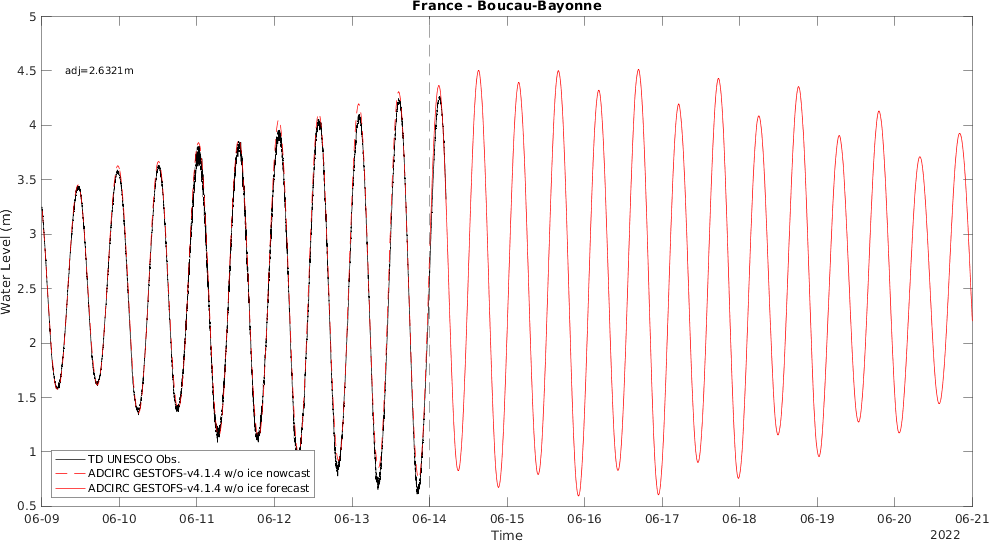 France - Boucau-Bayonne
adj=2.6321m
Water Level (m)
5
4.5
4
3.5
3
2.5
2
1.5
1
0.5
TD UNESCO Obs.
ADCIRC GESTOFS-v4.1.4 w/o ice nowcast
ADCIRC GESTOFS-v4.1.4 w/o ice forecast
06-09 06-10 06-11 06-12 06-13 06-14 06-15 06-16 06-17 06-18 06-19 06-20 06-21
Time
2022